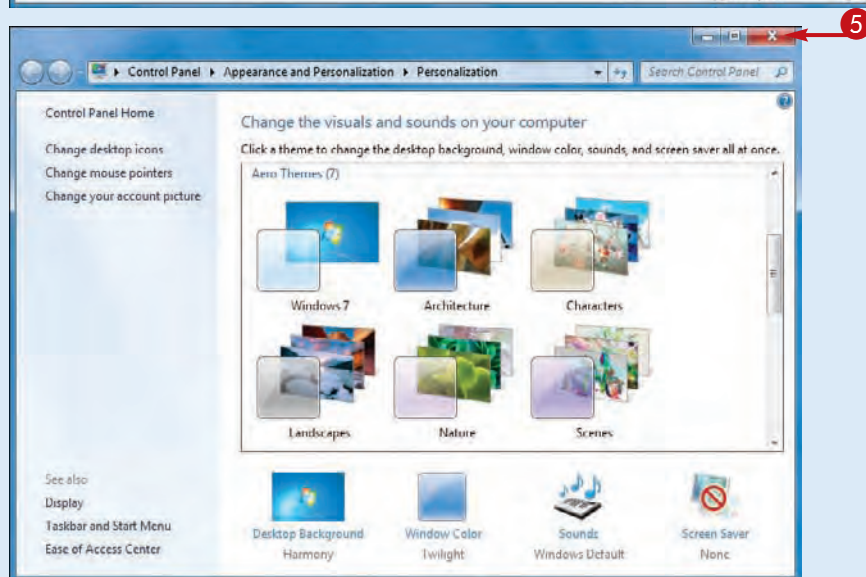 5
Control Panel ▸ Appearance and Personalization ▸ Personalization
Search Control Panel
Control Panel Home
Change desktop icons
Change mouse pointers
Change your account picture
Change the visuals and sounds on your computer
Click a theme to change the desktop background, window color, sounds, and screen saver all at once.
Aero Themes (7)
Windows 7
Architecture
Characters
Landscapes
Nature
Scenes
See also
Display
Taskbar and Start Menu
Ease of Access Center
Desktop Background
Harmony
Window Color
Twilight
Sounds
Windows Default
Screen Saver
None